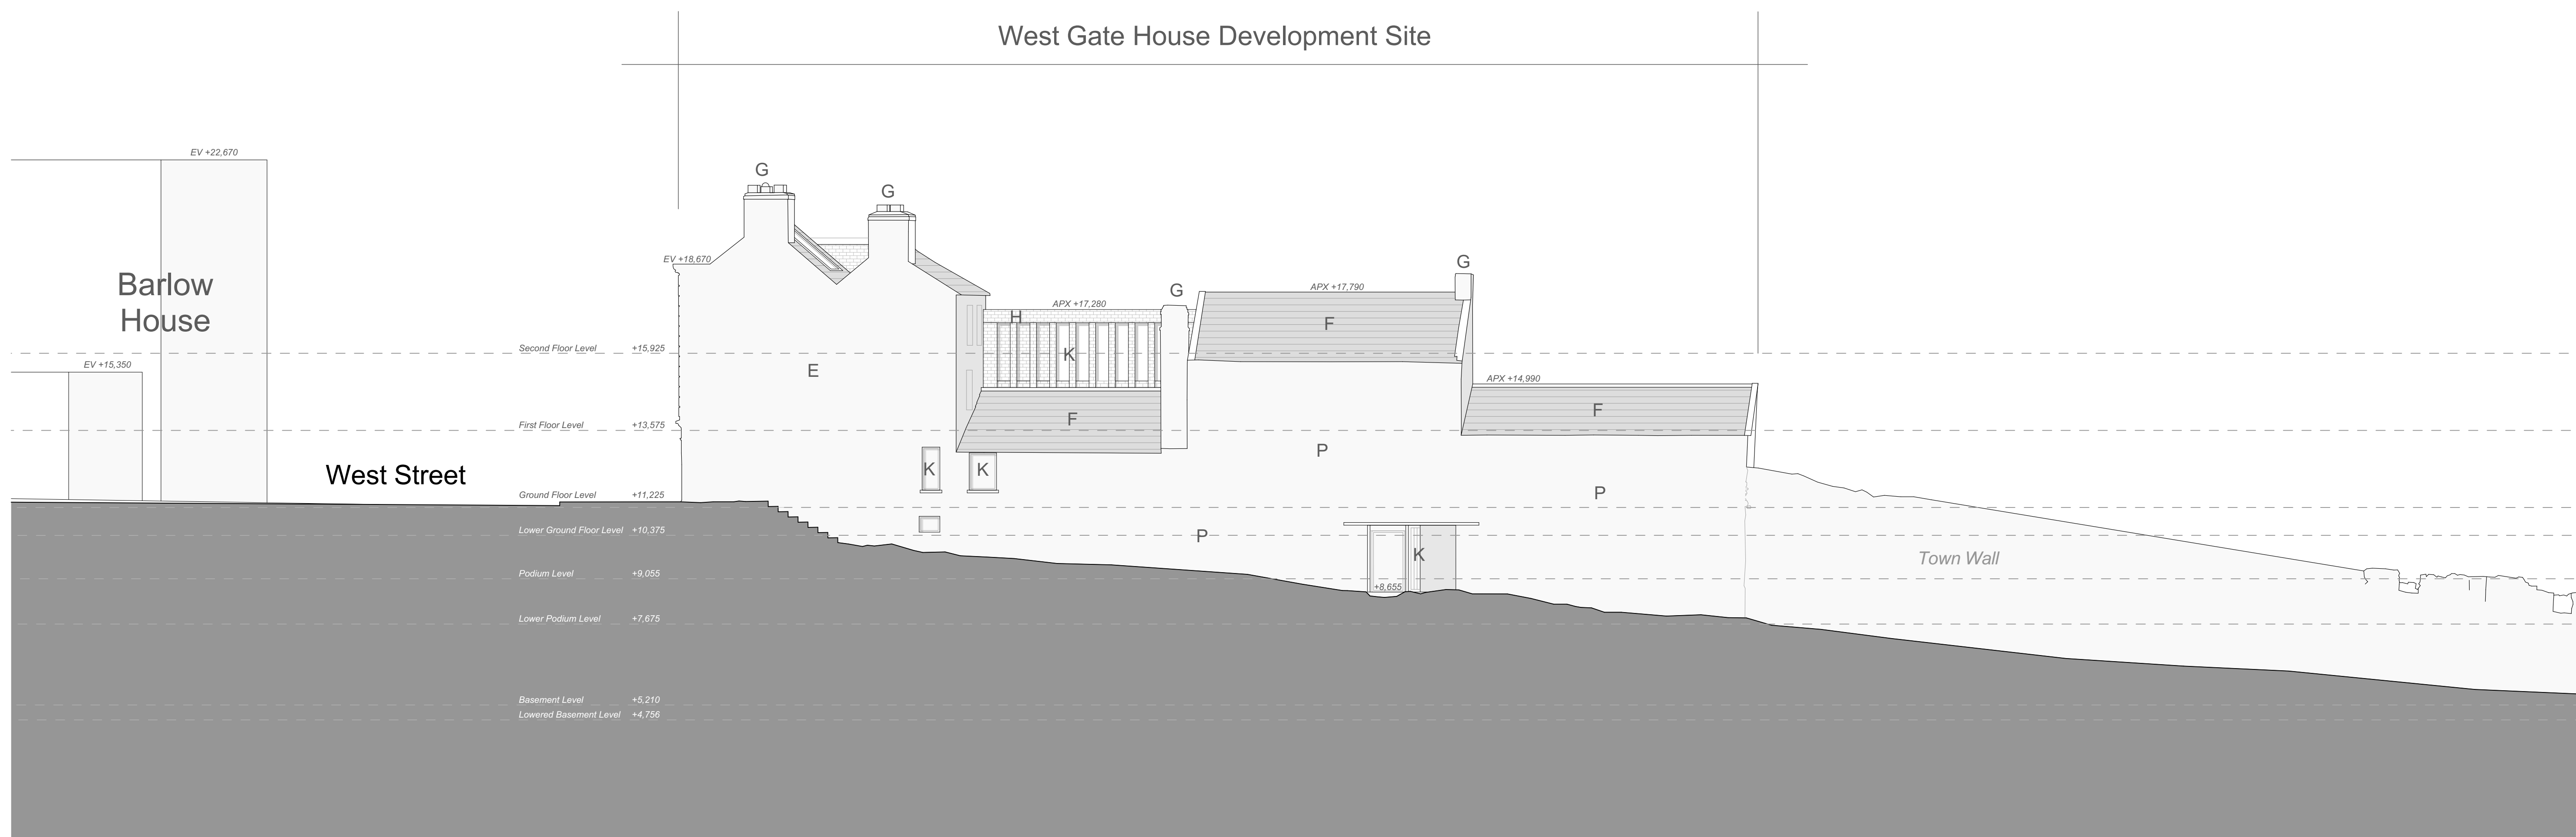 West Gate House Development Site
EV +22,670
G
G
EV +18,670
G
G
Barlow
House
APX +17,280
APX +17,790
H
F
Second Floor Level +15,925
K
EV +15,350
E
APX +14,990
F
F
First Floor Level +13,575
P
West Street
K
K
Ground Floor Level +11,225
P
Lower Ground Floor Level +10,375
P
K
Town Wall
Podium Level +9,055
+8,655
Lower Podium Level +7,675
Basement Level +5,210
Lowered Basement Level +4,756